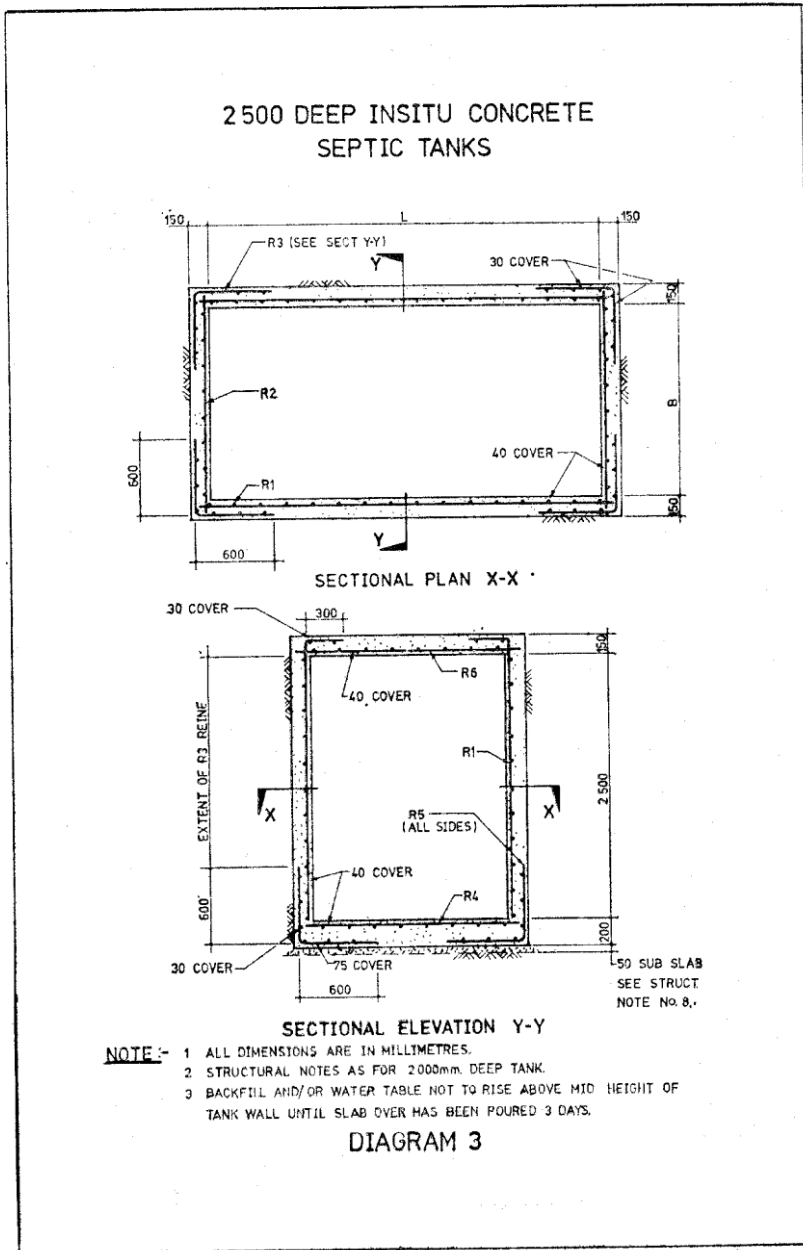 2500 DEEP INSITU CONCRETE
SEPTIC TANKS
150
L
150
R3 (SEE SECT Y-Y)
Y
30 COVER
150
R2
B
40 COVER
600
R1
150
600
Y
SECTIONAL PLAN X-X
30 COVER
300
150
R6
40 COVER
EXTENT OF R3 REINF
R1
2500
X
X
R5
(ALL SIDES)
40 COVER
R4
600
200
30 COVER
75 COVER
50 SUB SLAB
SEE STRUCT
NOTE No. 8.
600
SECTIONAL ELEVATION Y-Y
NOTE:- 1 ALL DIMENSIONS ARE IN MILLIMETRES.
2 STRUCTURAL NOTES AS FOR 2000mm. DEEP TANK.
3 BACKFILL AND/OR WATER TABLE NOT TO RISE ABOVE MID HEIGHT OF
TANK WALL UNTIL SLAB OVER HAS BEEN POURED 3 DAYS.
DIAGRAM 3